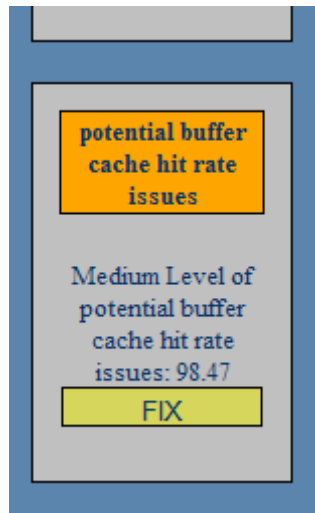 potential buffer
cache hit rate
issues
Medium Level of
potential buffer
cache hit rate
issues: 98.47
FIX